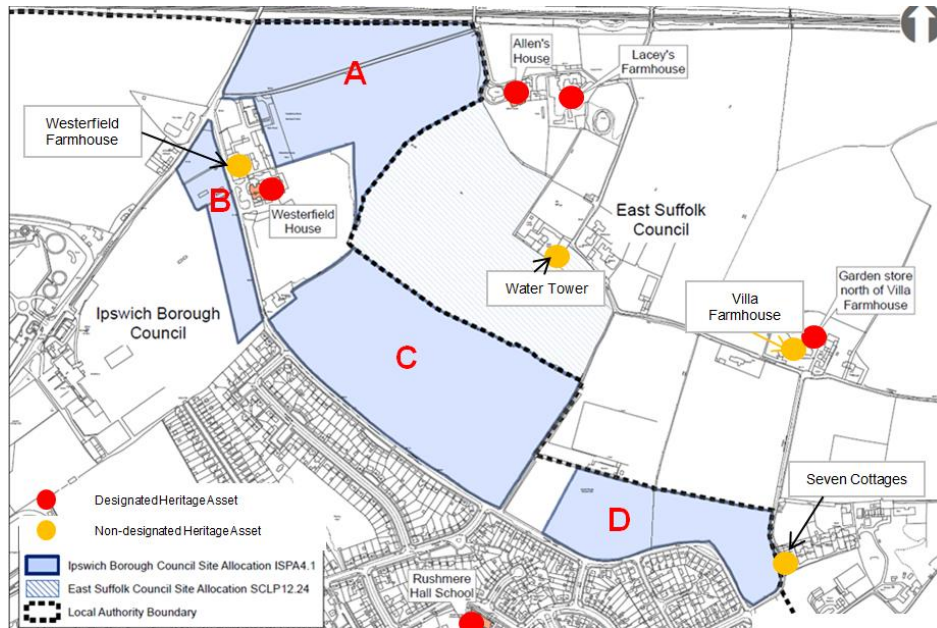 A
Allen's
House
Lacey's
Farmhouse
Westerfield
Farmhouse
B
Westerfield
House
East Suffolk
Council
Water Tower
Garden store
north of Villa
Farmhouse
Villa
Farmhouse
Ipswich Borough
Council
C
Seven Cottages
D
Designated Heritage Asset
Non-designated Heritage Asset
Ipswich Borough Council Site Allocation ISPA4.1
East Suffolk Council Site Allocation SCLP12.24
Local Authority Boundary
Rushmere
Hall School